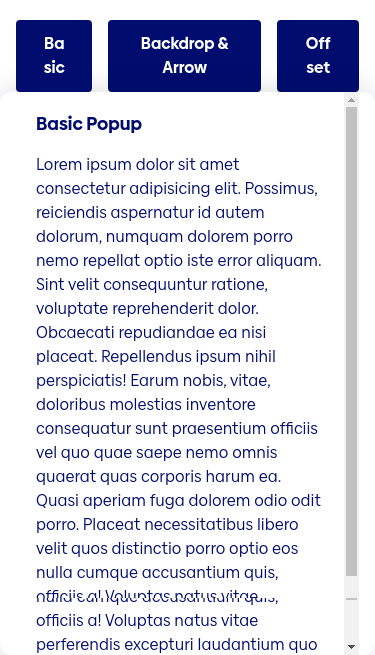 Ba
sic
Backdrop &
Arrow
Off
set
Basic Popup
Lorem ipsum dolor sit amet
consectetur adipisicing elit. Possimus,
reiciendis aspernatur id autem
dolorum, numquam dolorem porro
nemo repellat optio iste error aliquam.
Sint velit consequuntur ratione,
voluptate reprehenderit dolor.
Obcaecati repudiandae ea nisi
placeat. Repellendus ipsum nihil
perspiciatis! Earum nobis, vitae,
doloribus molestias inventore
consequatur sunt praesentium officiis
vel quo quae saepe nemo omnis
quaerat quas corporis harum ea.
Quasi aperiam fuga dolorem odio odit
porro. Placeat necessitatibus libero
velit quos distinctio porro optio eos
nulla cumque accusantium quis,
officiis a! Voluptas natus vitae
perferendis excepturi laudantium quo